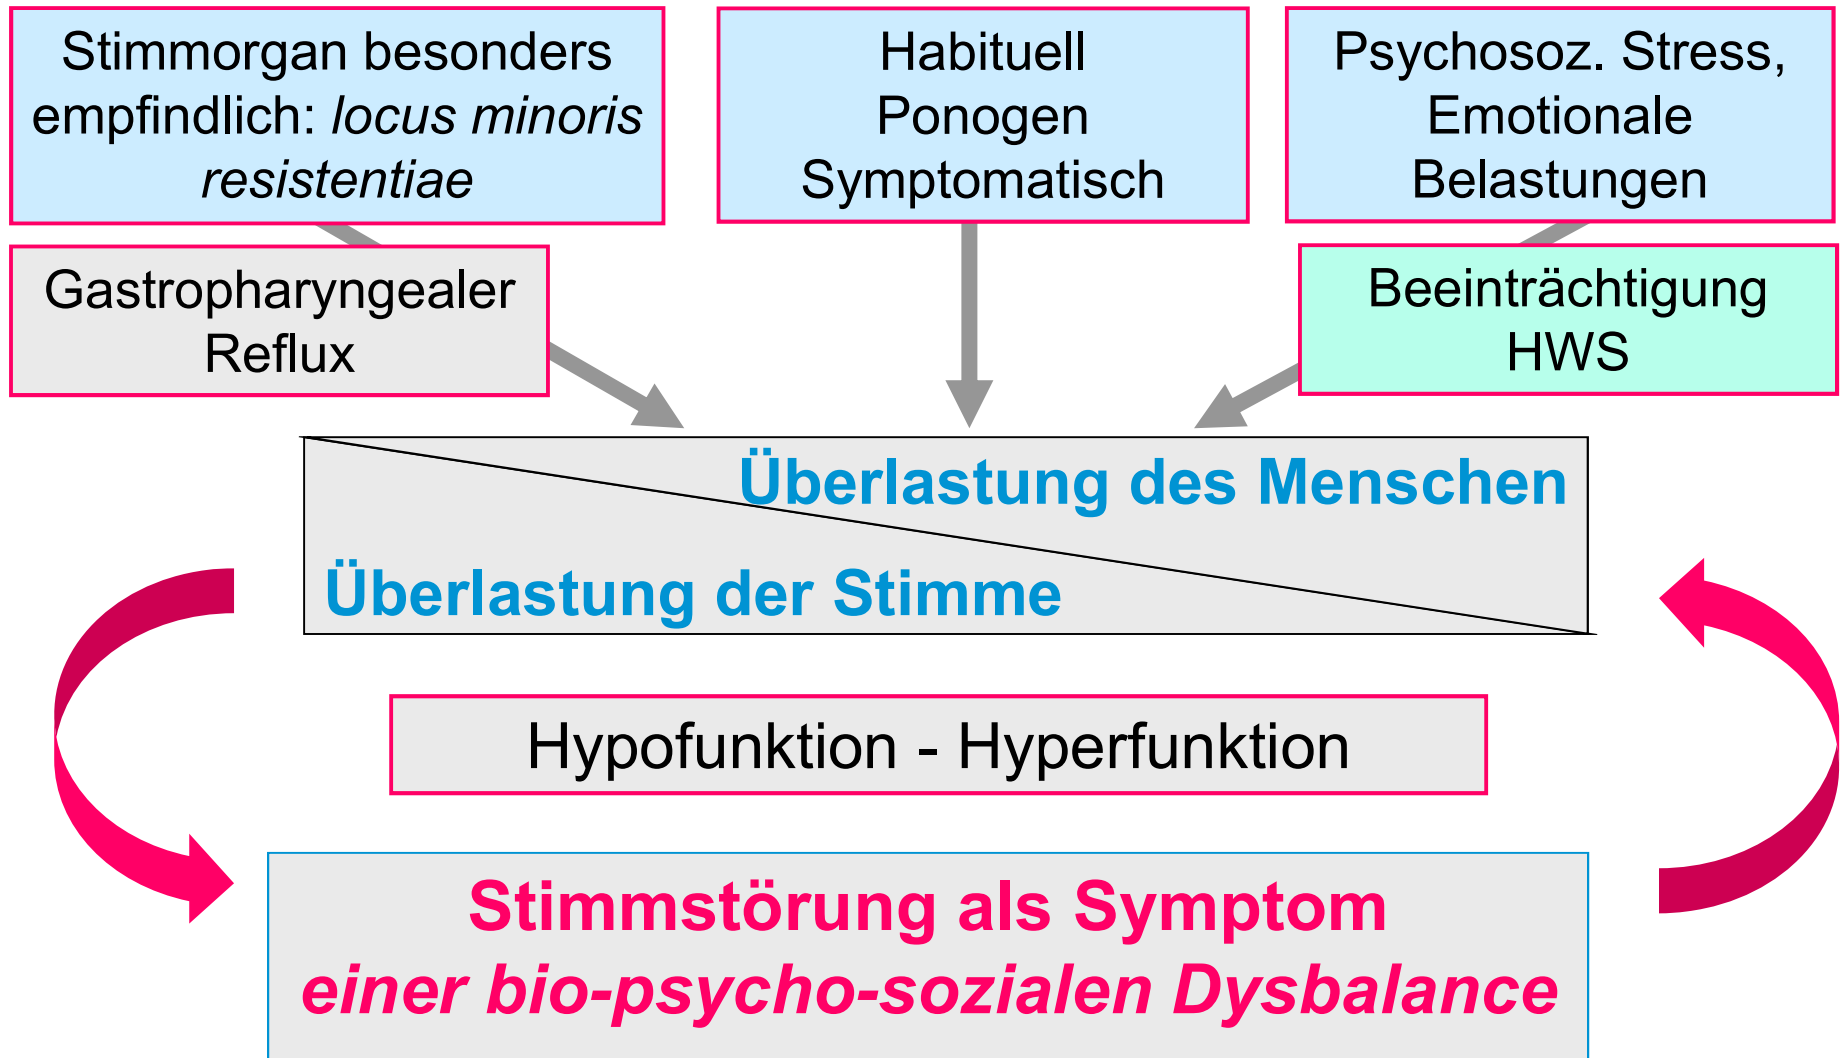 Stimmorgan besonders
empfindlich: locus minoris
resistentiae
Habituell
Ponogen
Symptomatisch
Psychosoz. Stress,
Emotionale
Belastungen
Gastropharyngealer
Reflux
Beeinträchtigung
HWS
Überlastung des Menschen
Überlastung der Stimme
Hypofunktion - Hyperfunktion
Stimmstörung als Symptom
einer bio-psycho-sozialen Dysbalance